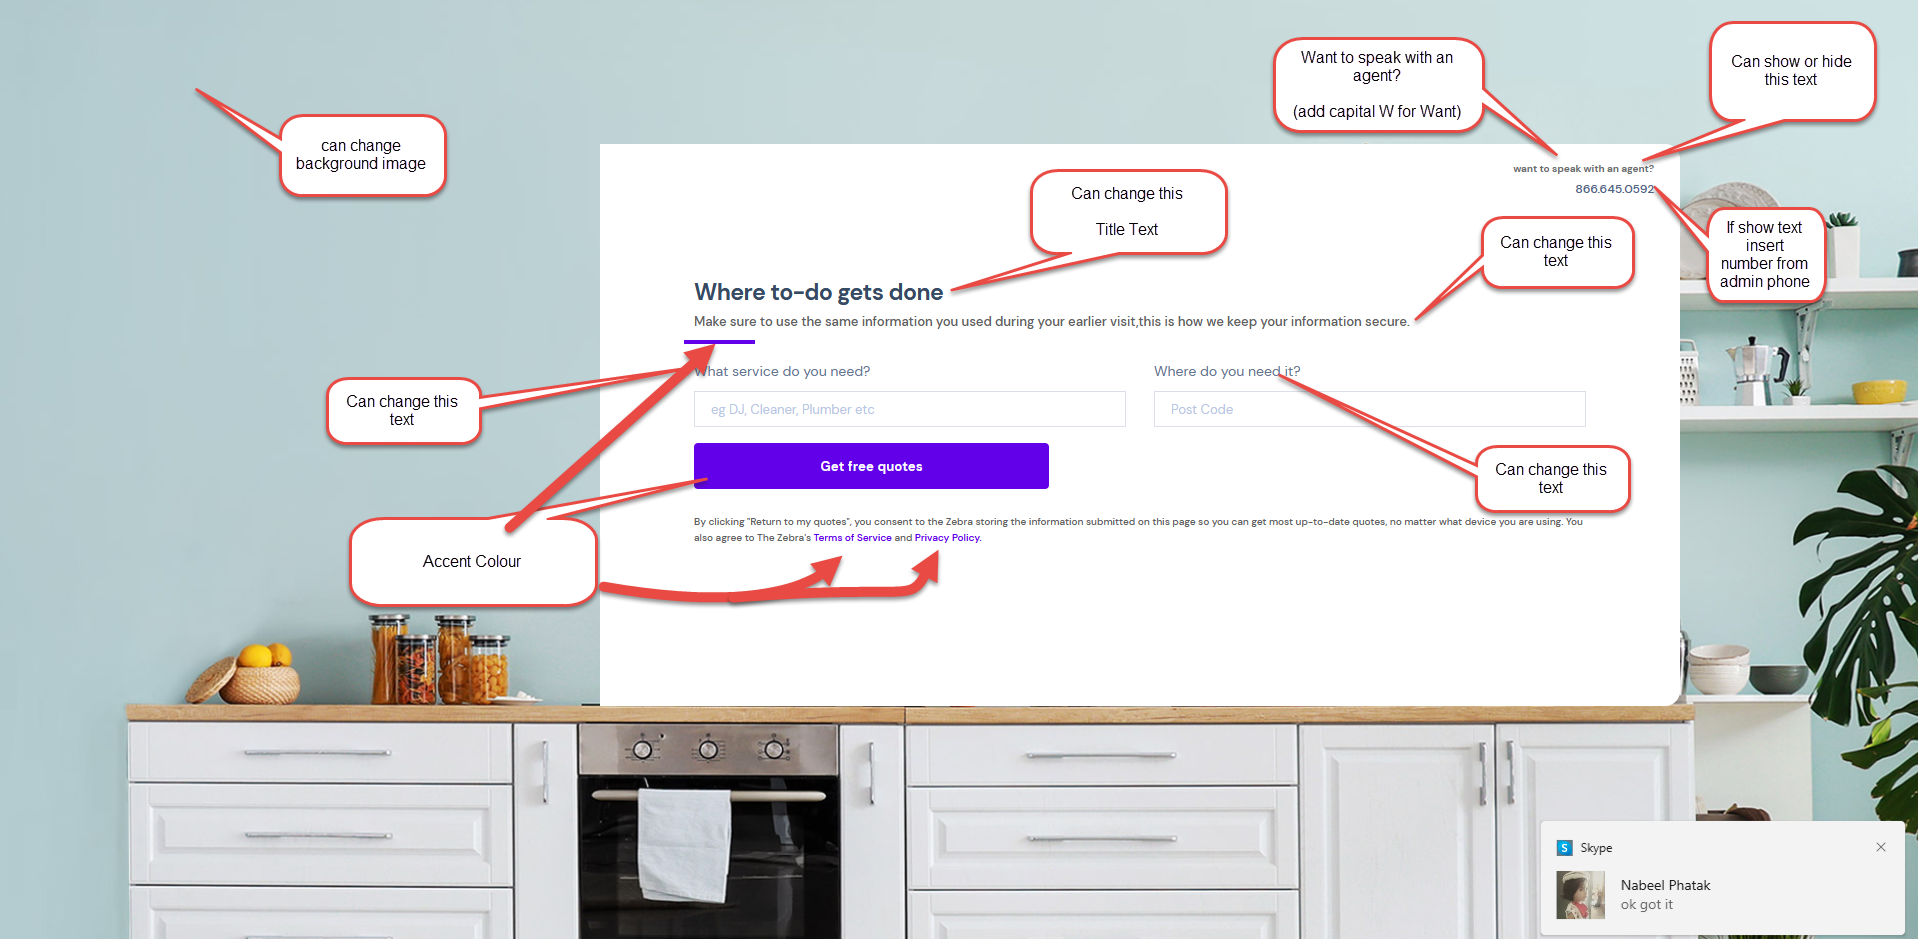 Want to speak with an
agent?
(add capital W for Want)
Can show or hide
this text
can change
background image
want to speak with an agent?
866.645.0592
Can change this
Title Text
If show text
insert
number from
admin phone
Can change this
text
Where to-do gets done
Make sure to use the same information you used during your earlier visit,this is how we keep your information secure.
What service do you need?
Where do you need it?
Can change this
text
eg DJ, Cleaner, Plumber etc
Post Code
Get free quotes
Can change this
text
By clicking "Return to my quotes", you consent to the Zebra storing the information submitted on this page so you can get most up-to-date quotes, no matter what device you are using. You
also agree to The Zebra's Terms of Service and Privacy Policy.
Accent Colour
S Skype
Nabeel Phatak
ok got it